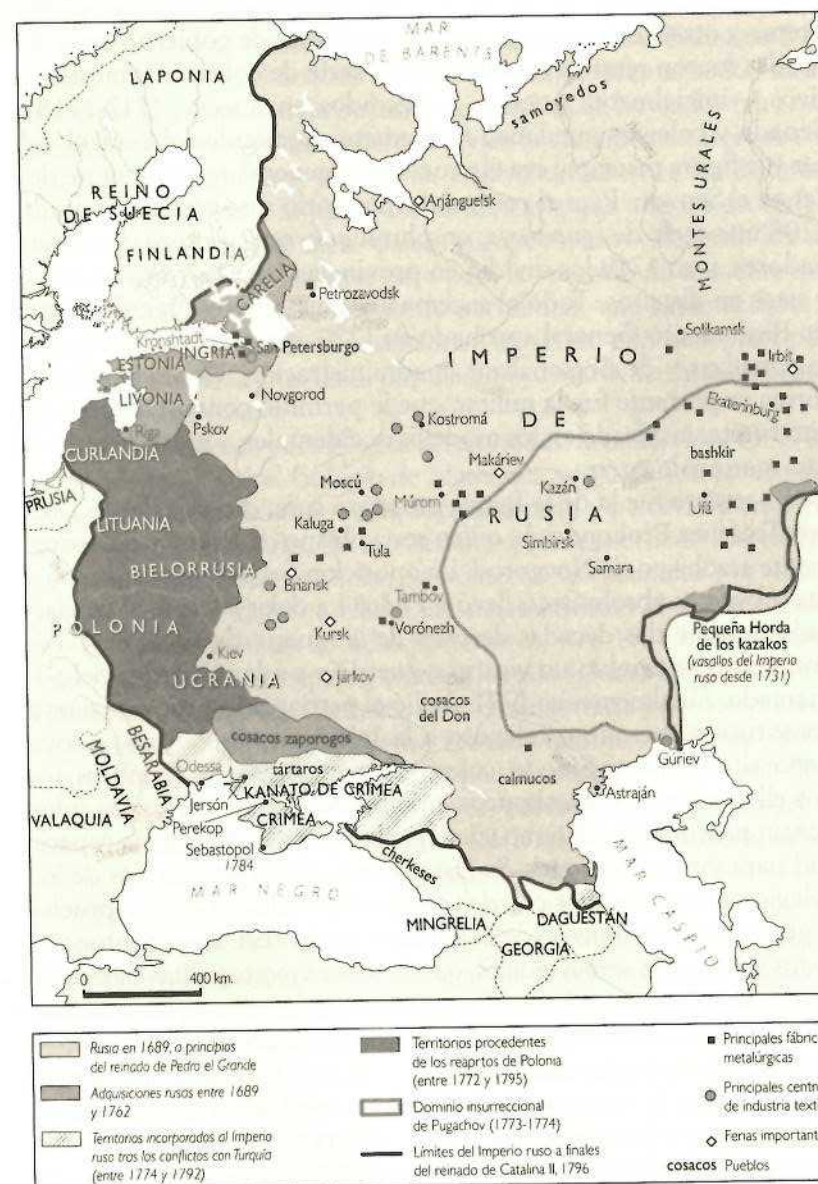 MAR
DE BARENTS
LAPONIA
samoyedos
MONTES URALES
REINO
DE SUECIA
Arjánguelsk
FINLANDIA
CARELIA
Petrozavodsk
Kronshtadt
INGRIA
San Petersburgo
ESTONIA
Solikamsk
Irbit
IMPERIO
LIVONIA
Novgorod
Ekaterinburg
Pskov
Kostromá
DE
Riga
CURLANDIA
Makáriev
bashkir
PRUSIA
Moscú
Múrom
Kazán
Ufá
LITUANIA
Kaluga
RUSIA
Tula
Simbirsk
BIELORRUSIA
Briansk
Samara
Tambov
POLONIA
Kursk
Vorónezh
Pequeña Horda
de los kazakos
(vasallos del Imperio
ruso desde 1731)
Kiev
UCRANIA
Járkov
cosacos
del Don
cosacos zaporogos
Gúriev
MOLDAVIA
BESARABIA
Odessa
tártaros
calmucos
KANATO DE CRIMEA
Astraján
Jersón
VALAQUIA
CRIMEA
Perekop
Sebastopol
1784
cherkeses
MAR NEGRO
MAR CASPIO
MINGRELIA
DAGUESTÁN
GEORGIA
0 400 km.
Rusia en 1689, a principios
del reinado de Pedro el Grande
Adquisiciones rusas entre 1689
y 1762
Territorios incorporados al Imperio
ruso tras los conflictos con Turquía
(entre 1774 y 1792)
Territorios procedentes
de los reaprtos de Polonia
(entre 1772 y 1795)
Dominio insurreccional
de Pugachov (1773-1774)
Límites del Imperio ruso a finales
del reinado de Catalina II, 1796
Principales fábric
metalúrgicas
Principales centr
de industria text
Ferias important
cosacos Pueblos